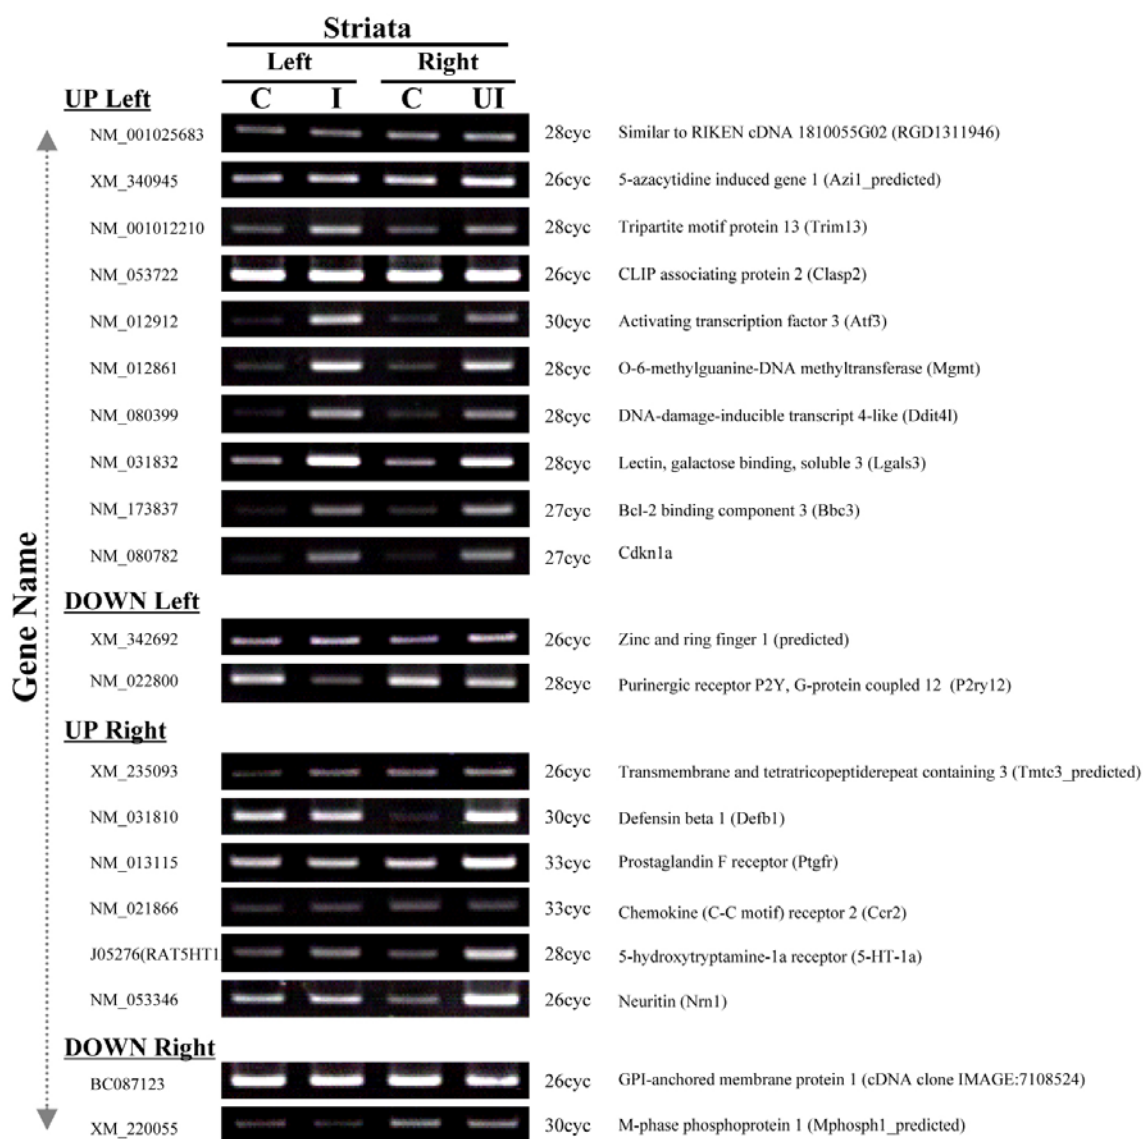 Striata
Left Right
UP Left C I C UI
NM_001025683 28cyc Similar to RIKEN cDNA 1810055G02 (RGD1311946)
XM_340945 26cyc 5-azacytidine induced gene 1 (Azi1_predicted)
NM_001012210 28cyc Tripartite motif protein 13 (Trim13)
NM_053722 26cyc CLIP associating protein 2 (Clasp2)
NM_012912 30cyc Activating transcription factor 3 (Atf3)
NM_012861 28cyc O-6-methylguanine-DNA methyltransferase (Mgmt)
NM_080399 28cyc DNA-damage-inducible transcript 4-like (Ddit4l)
NM_031832 28cyc Lectin, galactose binding, soluble 3 (Lgals3)
NM_173837 27cyc Bcl-2 binding component 3 (Bbc3)
NM_080782 27cyc Cdkn1a
Gene Name
DOWN Left
XM_342692 26cyc Zinc and ring finger 1 (predicted)
NM_022800 28cyc Purinergic receptor P2Y, G-protein coupled 12 (P2ry12)
UP Right
XM_235093 26cyc Transmembrane and tetratricopeptiderepeat containing 3 (Tmtc3_predicted)
NM_031810 30cyc Defensin beta 1 (Defb1)
NM_013115 33cyc Prostaglandin F receptor (Ptgfr)
NM_021866 33cyc Chemokine (C-C motif) receptor 2 (Ccr2)
J05276(RAT5HT1 28cyc 5-hydroxytryptamine-1a receptor (5-HT-1a)
NM_053346 26cyc Neuritin (Nrn1)
DOWN Right
BC087123 26cyc GPI-anchored membrane protein 1 (cDNA clone IMAGE:7108524)
XM_220055 30cyc M-phase phosphoprotein 1 (Mphosph1_predicted)